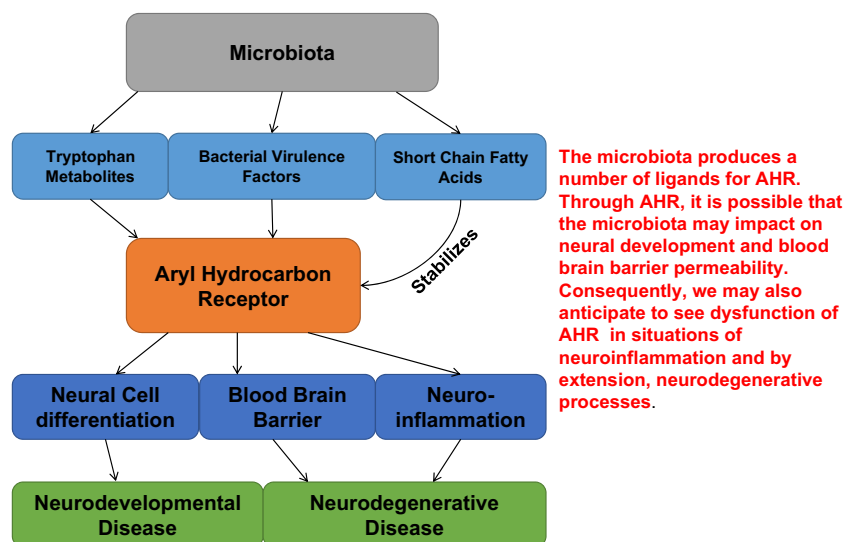 Microbiota
Tryptophan
Metabolites
Bacterial Virulence
Factors
Short Chain Fatty
Acids
Stabilizes
Aryl Hydrocarbon
Receptor
Neural Cell
differentiation
Blood Brain
Barrier
Neuro-
inflammation
Neurodevelopmental
Disease
Neurodegenerative
Disease
The microbiota produces a
number of ligands for AHR.
Through AHR, it is possible that
the microbiota may impact on
neural development and blood
brain barrier permeability.
Consequently, we may also
anticipate to see dysfunction of
AHR in situations of
neuroinflammation and by
extension, neurodegenerative
processes.